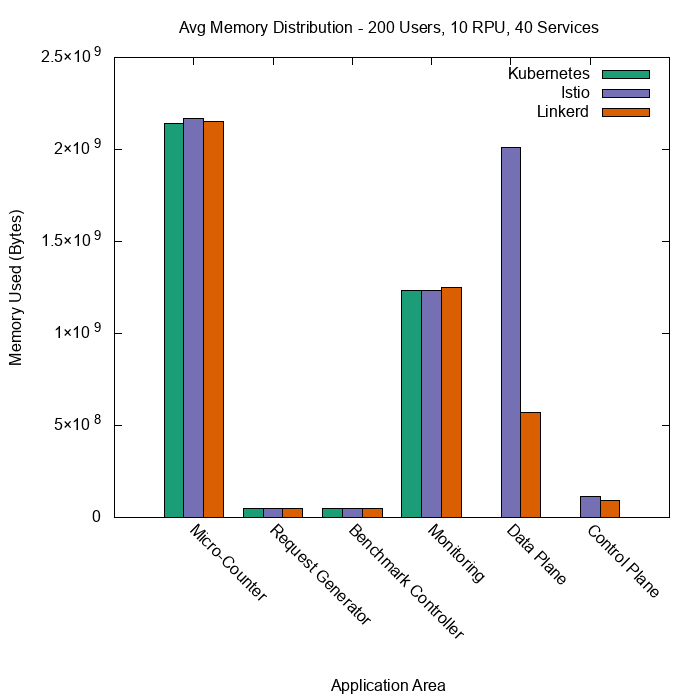 Avg Memory Distribution - 200 Users, 10 RPU, 40 Services
Kubernetes
Istio
Linkerd
2.5×10⁹
2×10⁹
1.5×10⁹
1×10⁹
5×10⁸
0
Memory Used (Bytes)
Micro-Counter
Request Generator
Benchmark Controller
Monitoring
Data Plane
Control Plane
Application Area